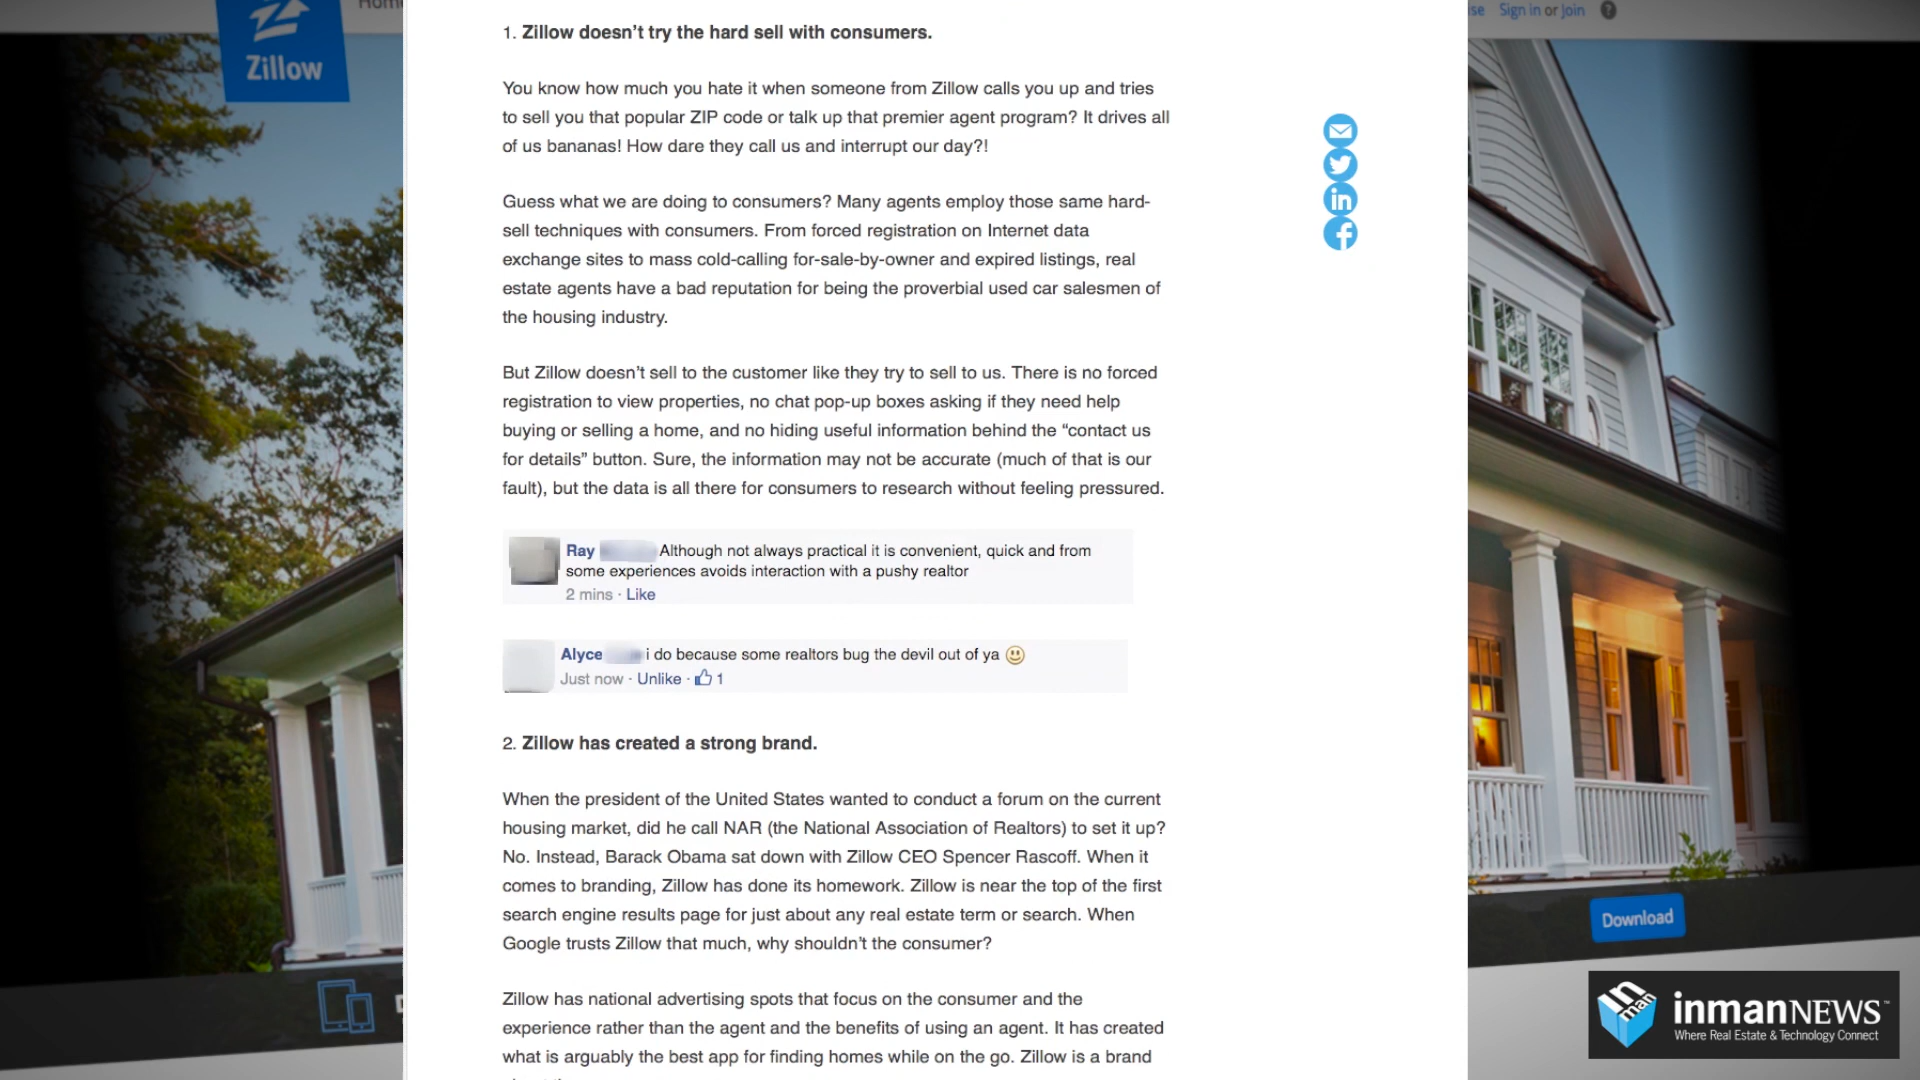 Zillow
Sign in or Join
?
1. Zillow doesn’t try the hard sell with consumers.
You know how much you hate it when someone from Zillow calls you up and tries
to sell you that popular ZIP code or talk up that premier agent program? It drives all
of us bananas! How dare they call us and interrupt our day?!
Guess what we are doing to consumers? Many agents employ those same hard-
sell techniques with consumers. From forced registration on Internet data
exchange sites to mass cold-calling for-sale-by-owner and expired listings, real
estate agents have a bad reputation for being the proverbial used car salesmen of
the housing industry.
But Zillow doesn’t sell to the customer like they try to sell to us. There is no forced
registration to view properties, no chat pop-up boxes asking if they need help
buying or selling a home, and no hiding useful information behind the “contact us
for details” button. Sure, the information may not be accurate (much of that is our
fault), but the data is all there for consumers to research without feeling pressured.
Ray Although not always practical it is convenient, quick and from
some experiences avoids interaction with a pushy realtor
2 mins · Like
Alyce i do because some realtors bug the devil out of ya
Just now · Unlike · 1
2. Zillow has created a strong brand.
When the president of the United States wanted to conduct a forum on the current
housing market, did he call NAR (the National Association of Realtors) to set it up?
No. Instead, Barack Obama sat down with Zillow CEO Spencer Rascoff. When it
comes to branding, Zillow has done its homework. Zillow is near the top of the first
search engine results page for just about any real estate term or search. When
Google trusts Zillow that much, why shouldn’t the consumer?
Zillow has national advertising spots that focus on the consumer and the
experience rather than the agent and the benefits of using an agent. It has created
what is arguably the best app for finding homes while on the go. Zillow is a brand
Download
inman
inmanNEWS™
Where Real Estate & Technology Connect